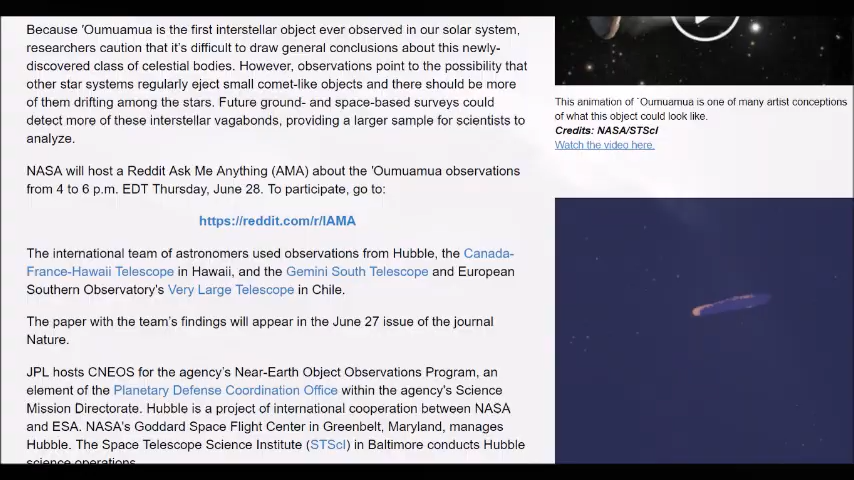 Because ʻOumuamua is the first interstellar object ever observed in our solar system,
researchers caution that it's difficult to draw general conclusions about this newly-
discovered class of celestial bodies. However, observations point to the possibility that
other star systems regularly eject small comet-like objects and there should be more
of them drifting among the stars. Future ground- and space-based surveys could
detect more of these interstellar vagabonds, providing a larger sample for scientists to
analyze.
NASA will host a Reddit Ask Me Anything (AMA) about the ʻOumuamua observations
from 4 to 6 p.m. EDT Thursday, June 28. To participate, go to:
https://reddit.com/r/IAMA
The international team of astronomers used observations from Hubble, the Canada-
France-Hawaii Telescope in Hawaii, and the Gemini South Telescope and European
Southern Observatory's Very Large Telescope in Chile.
The paper with the team's findings will appear in the June 27 issue of the journal
Nature.
JPL hosts CNEOS for the agency's Near-Earth Object Observations Program, an
element of the Planetary Defense Coordination Office within the agency's Science
Mission Directorate. Hubble is a project of international cooperation between NASA
and ESA. NASA's Goddard Space Flight Center in Greenbelt, Maryland, manages
Hubble. The Space Telescope Science Institute (STScI) in Baltimore conducts Hubble
science operations.
This animation of ʻOumuamua is one of many artist conceptions
of what this object could look like.
Credits: NASA/STScI
Watch the video here.